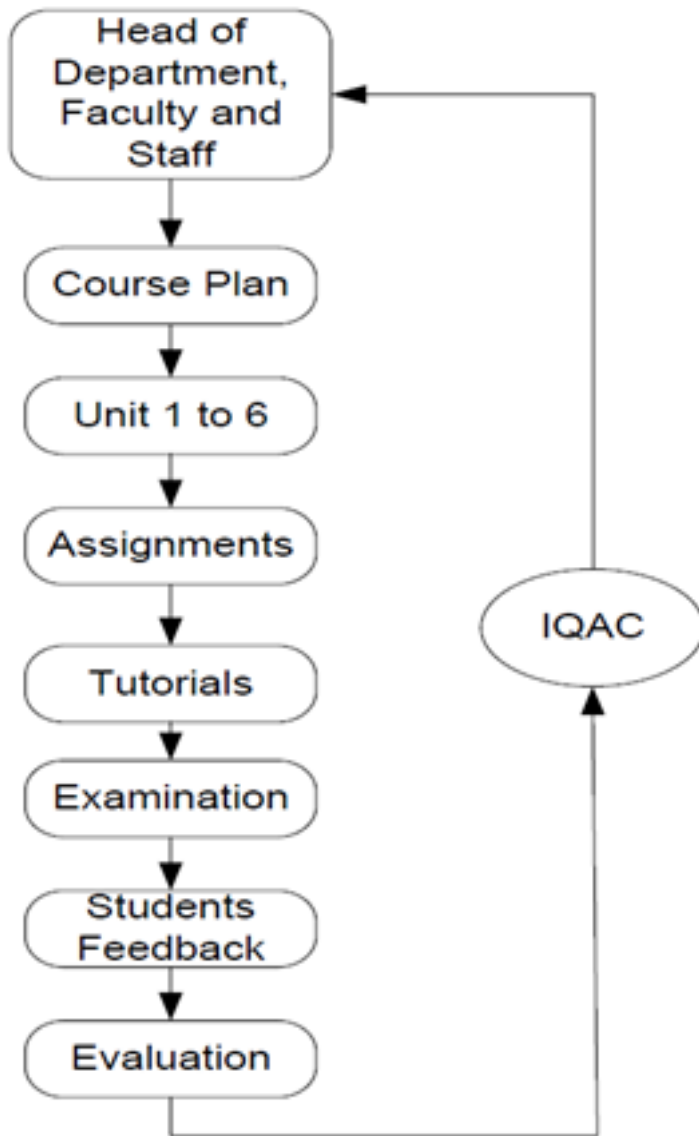 Head of
Department,
Faculty and
Staff
Course Plan
Unit 1 to 6
Assignments
Tutorials
Examination
Students
Feedback
Evaluation
IQAC